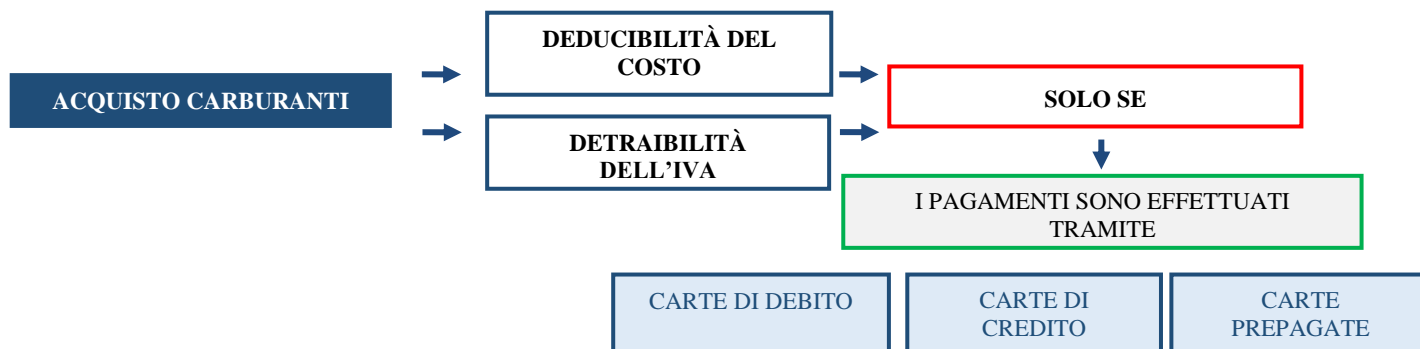 ACQUISTO CARBURANTI
DEDUCIBILITÀ DEL
COSTO
DETRAIBILITÀ
DELL’IVA
SOLO SE
I PAGAMENTI SONO EFFETTUATI
TRAMITE
CARTE DI DEBITO
CARTE DI
CREDITO
CARTE
PREPAGATE